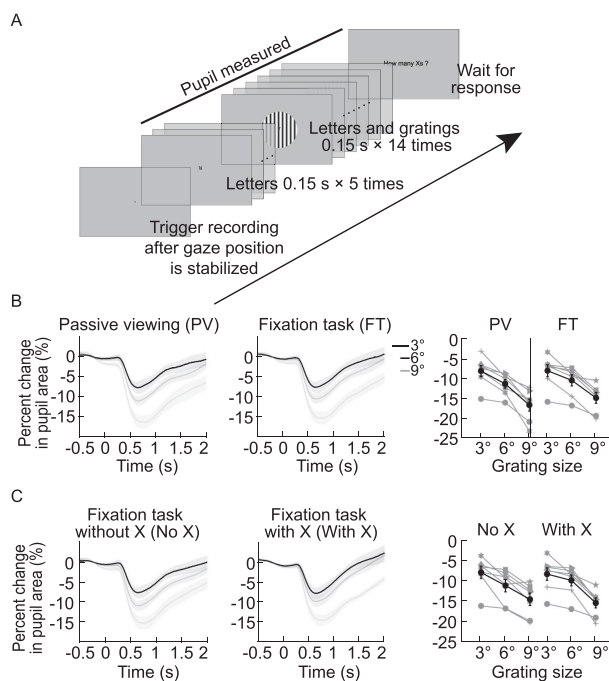 A
Pupil measured
How many Xs ?
Wait for
response
Letters and gratings
0.15 s × 14 times
N
Letters 0.15 s × 5 times
Trigger recording
after gaze position
is stabilized
B
Passive viewing (PV)
Fixation task (FT)
3°
6°
9°
PV
FT
Percent change
in pupil area (%)
0
-5
-10
-15
-0.5 0 0.5 1 1.5 2
Time (s)
-0.5 0 0.5 1 1.5 2
Time (s)
0
-5
-10
-15
-20
-25
3° 6° 9° 3° 6° 9°
Grating size
C
Fixation task
without X (No X)
Fixation task
with X (With X)
No X
With X
Percent change
in pupil area (%)
0
-5
-10
-15
-0.5 0 0.5 1 1.5 2
Time (s)
-0.5 0 0.5 1 1.5 2
Time (s)
0
-5
-10
-15
-20
-25
3° 6° 9° 3° 6° 9°
Grating size